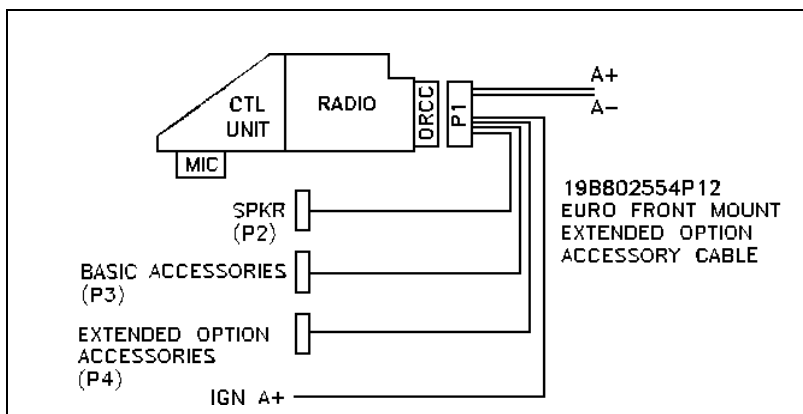 CTL
UNIT
RADIO
ORCC
P1
A+
A-
MIC
SPKR
(P2)
BASIC ACCESSORIES
(P3)
EXTENDED OPTION
ACCESSORIES
(P4)
IGN A+
19B802554P12
EURO FRONT MOUNT
EXTENDED OPTION
ACCESSORY CABLE